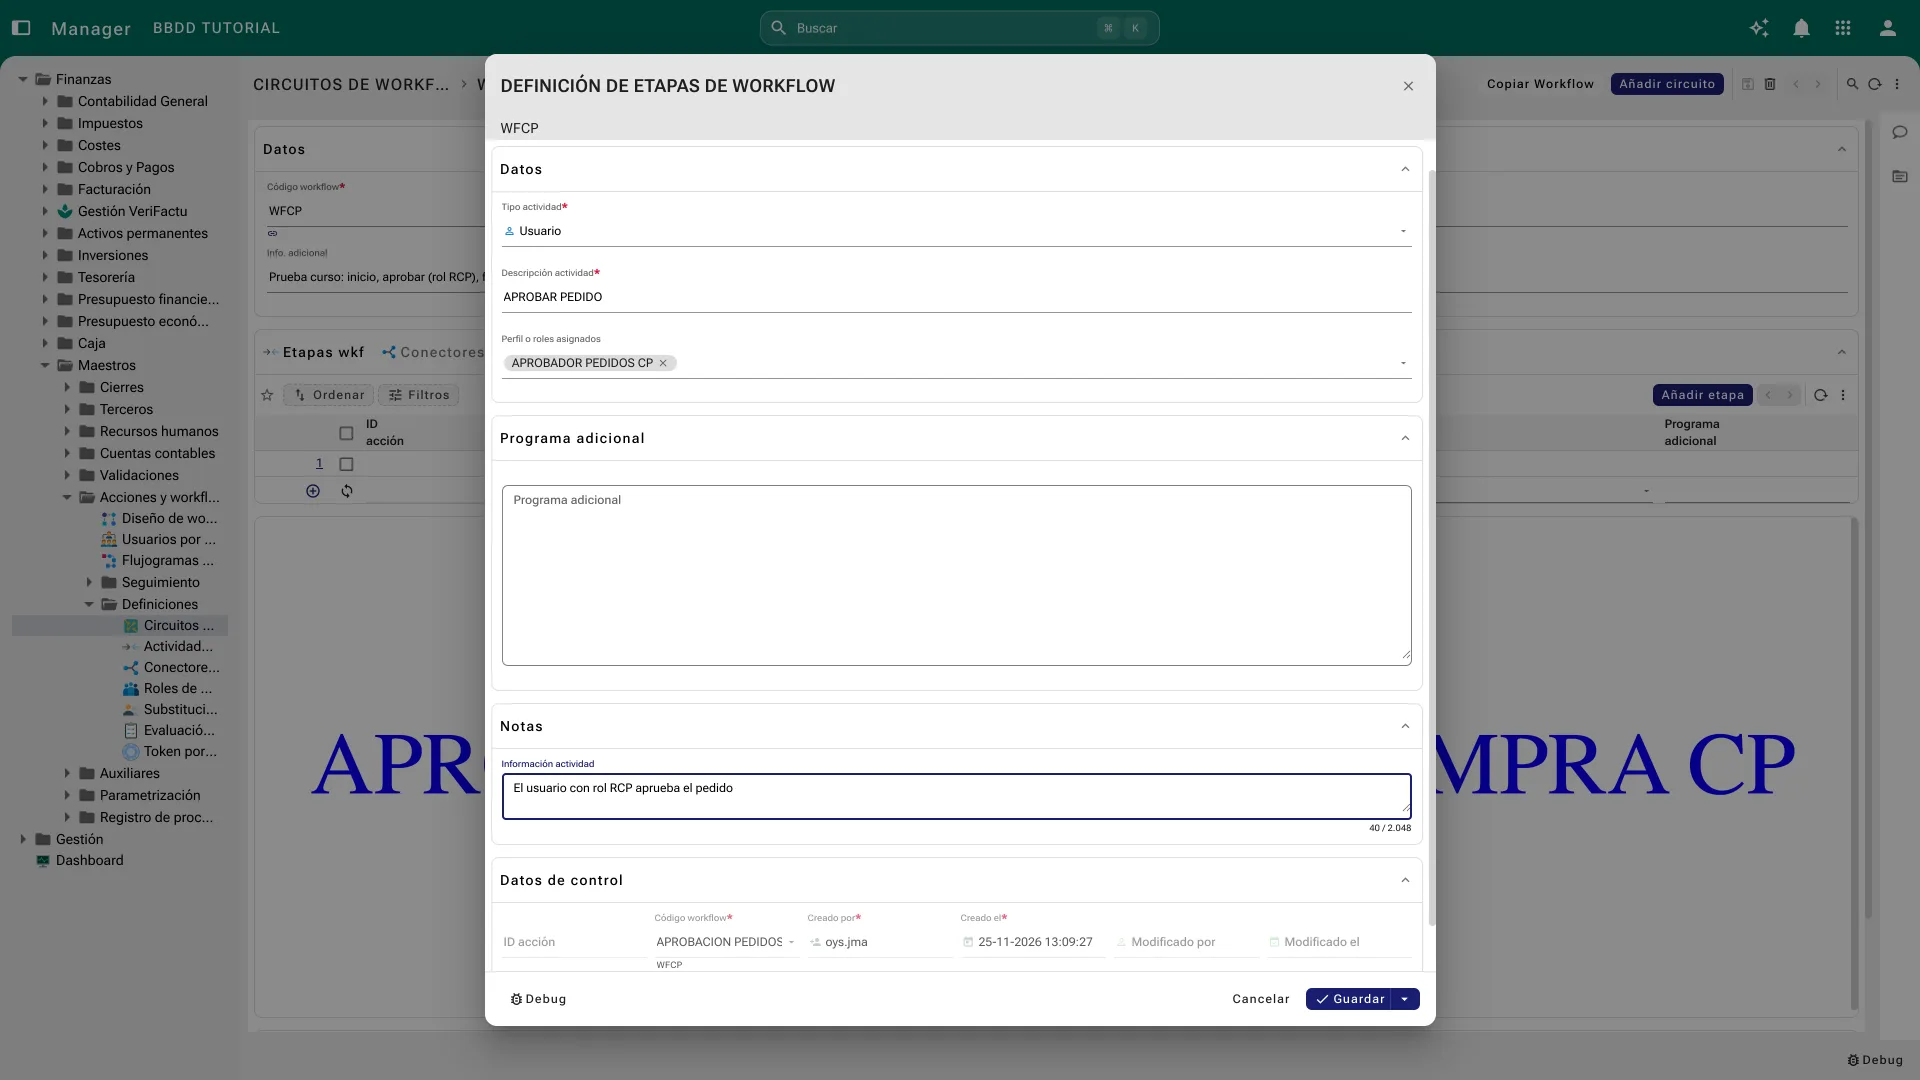 Manager
BBDD TUTORIAL
Buscar
⌘ K
Finanzas
Contabilidad General
Impuestos
Costes
Cobros y Pagos
Facturación
Gestión VeriFactu
Activos permanentes
Inversiones
Tesorería
Presupuesto financie...
Presupuesto econó...
Caja
Maestros
Cierres
Terceros
Recursos humanos
Cuentas contables
Validaciones
Acciones y workfl...
Diseño de wo...
Usuarios por ...
Flujogramas ...
Seguimiento
Definiciones
Circuitos ...
Actividad...
Conectore...
Roles de ...
Substituci...
Evaluació...
Token por...
Auxiliares
Parametrización
Registro de proc...
Gestión
Dashboard
CIRCUITOS DE WORKF... >
Copiar Workflow
Añadir circuito
Datos
Código workflow*
WFCP
Info. adicional
Prueba curso: inicio, aprobar (rol RCP),
Etapas wkf
Conectores
Ordenar
Filtros
Añadir etapa
ID
acción
Programa
adicional
1
-
APR
MPRA CP
DEFINICIÓN DE ETAPAS DE WORKFLOW
WFCP
Datos
Tipo actividad*
Usuario
Descripción actividad*
APROBAR PEDIDO
Perfil o roles asignados
APROBADOR PEDIDOS CP
Programa adicional
Programa adicional
Notas
Información actividad
El usuario con rol RCP aprueba el pedido
40 / 2.048
Datos de control
Código workflow*
Creado por*
Creado el*
ID acción
APROBACION PEDIDOS
oys.jma
25-11-2026 13:09:27
Modificado por
Modificado el
WFCP
Debug
Cancelar
Guardar
Debug